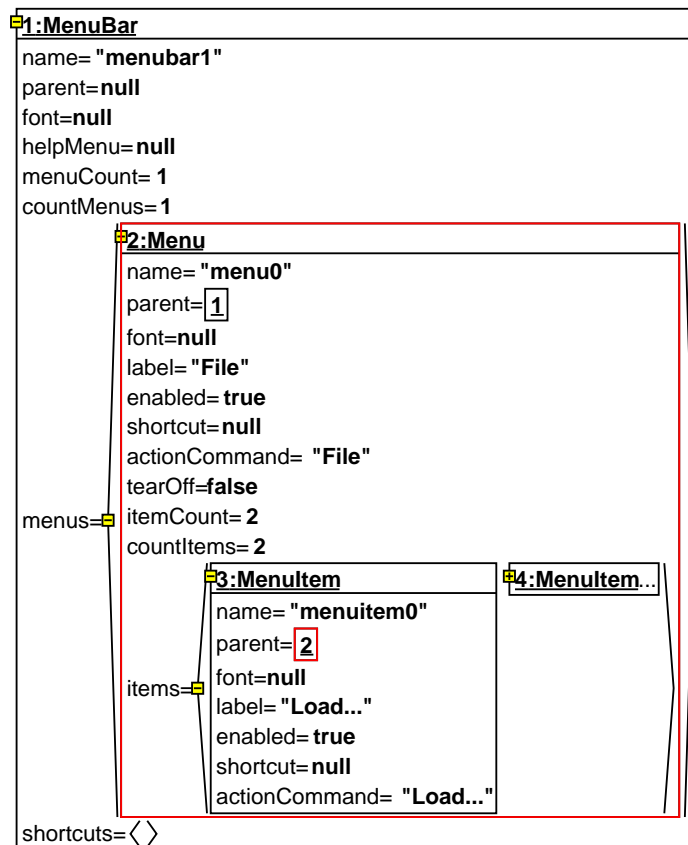 1:MenuBar
name="menubar1"
parent=null
font=null
helpMenu=null
menuCount=1
countMenus=1
2:Menu
name="menu0"
parent=1
font=null
label="File"
enabled=true
shortcut=null
actionCommand= "File"
tearOff=false
menus= itemCount=2
countItems=2
3:MenuItem 4:MenuItem...
name="menuitem0"
parent=2
font=null
items= label="Load..."
enabled=true
shortcut=null
actionCommand= "Load..."
shortcuts=〈〉